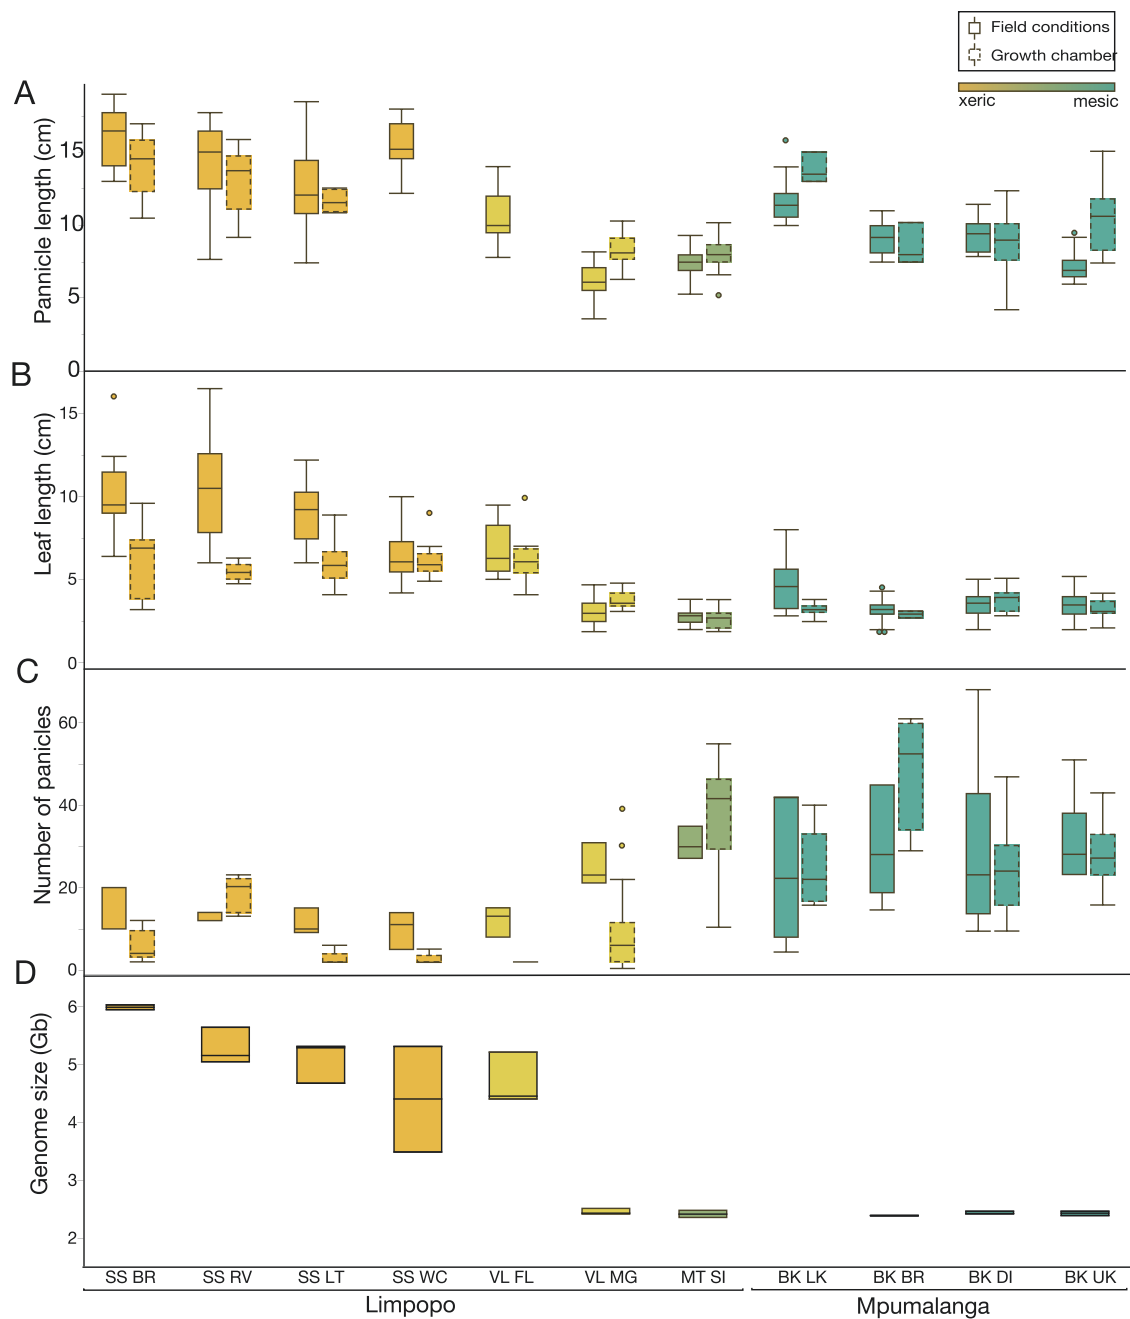 Field conditions
Growth chamber
xeric mesic
A
Pannicle length (cm)
15
10
5
0
B
Leaf length (cm)
15
10
5
0
C
Number of panicles
60
40
20
0
D
Genome size (Gb)
6
5
4
3
2
SS BR SS RV SS LT SS WC VL FL VL MG MT SI BK LK BK BR BK DI BK UK
Limpopo Mpumalanga